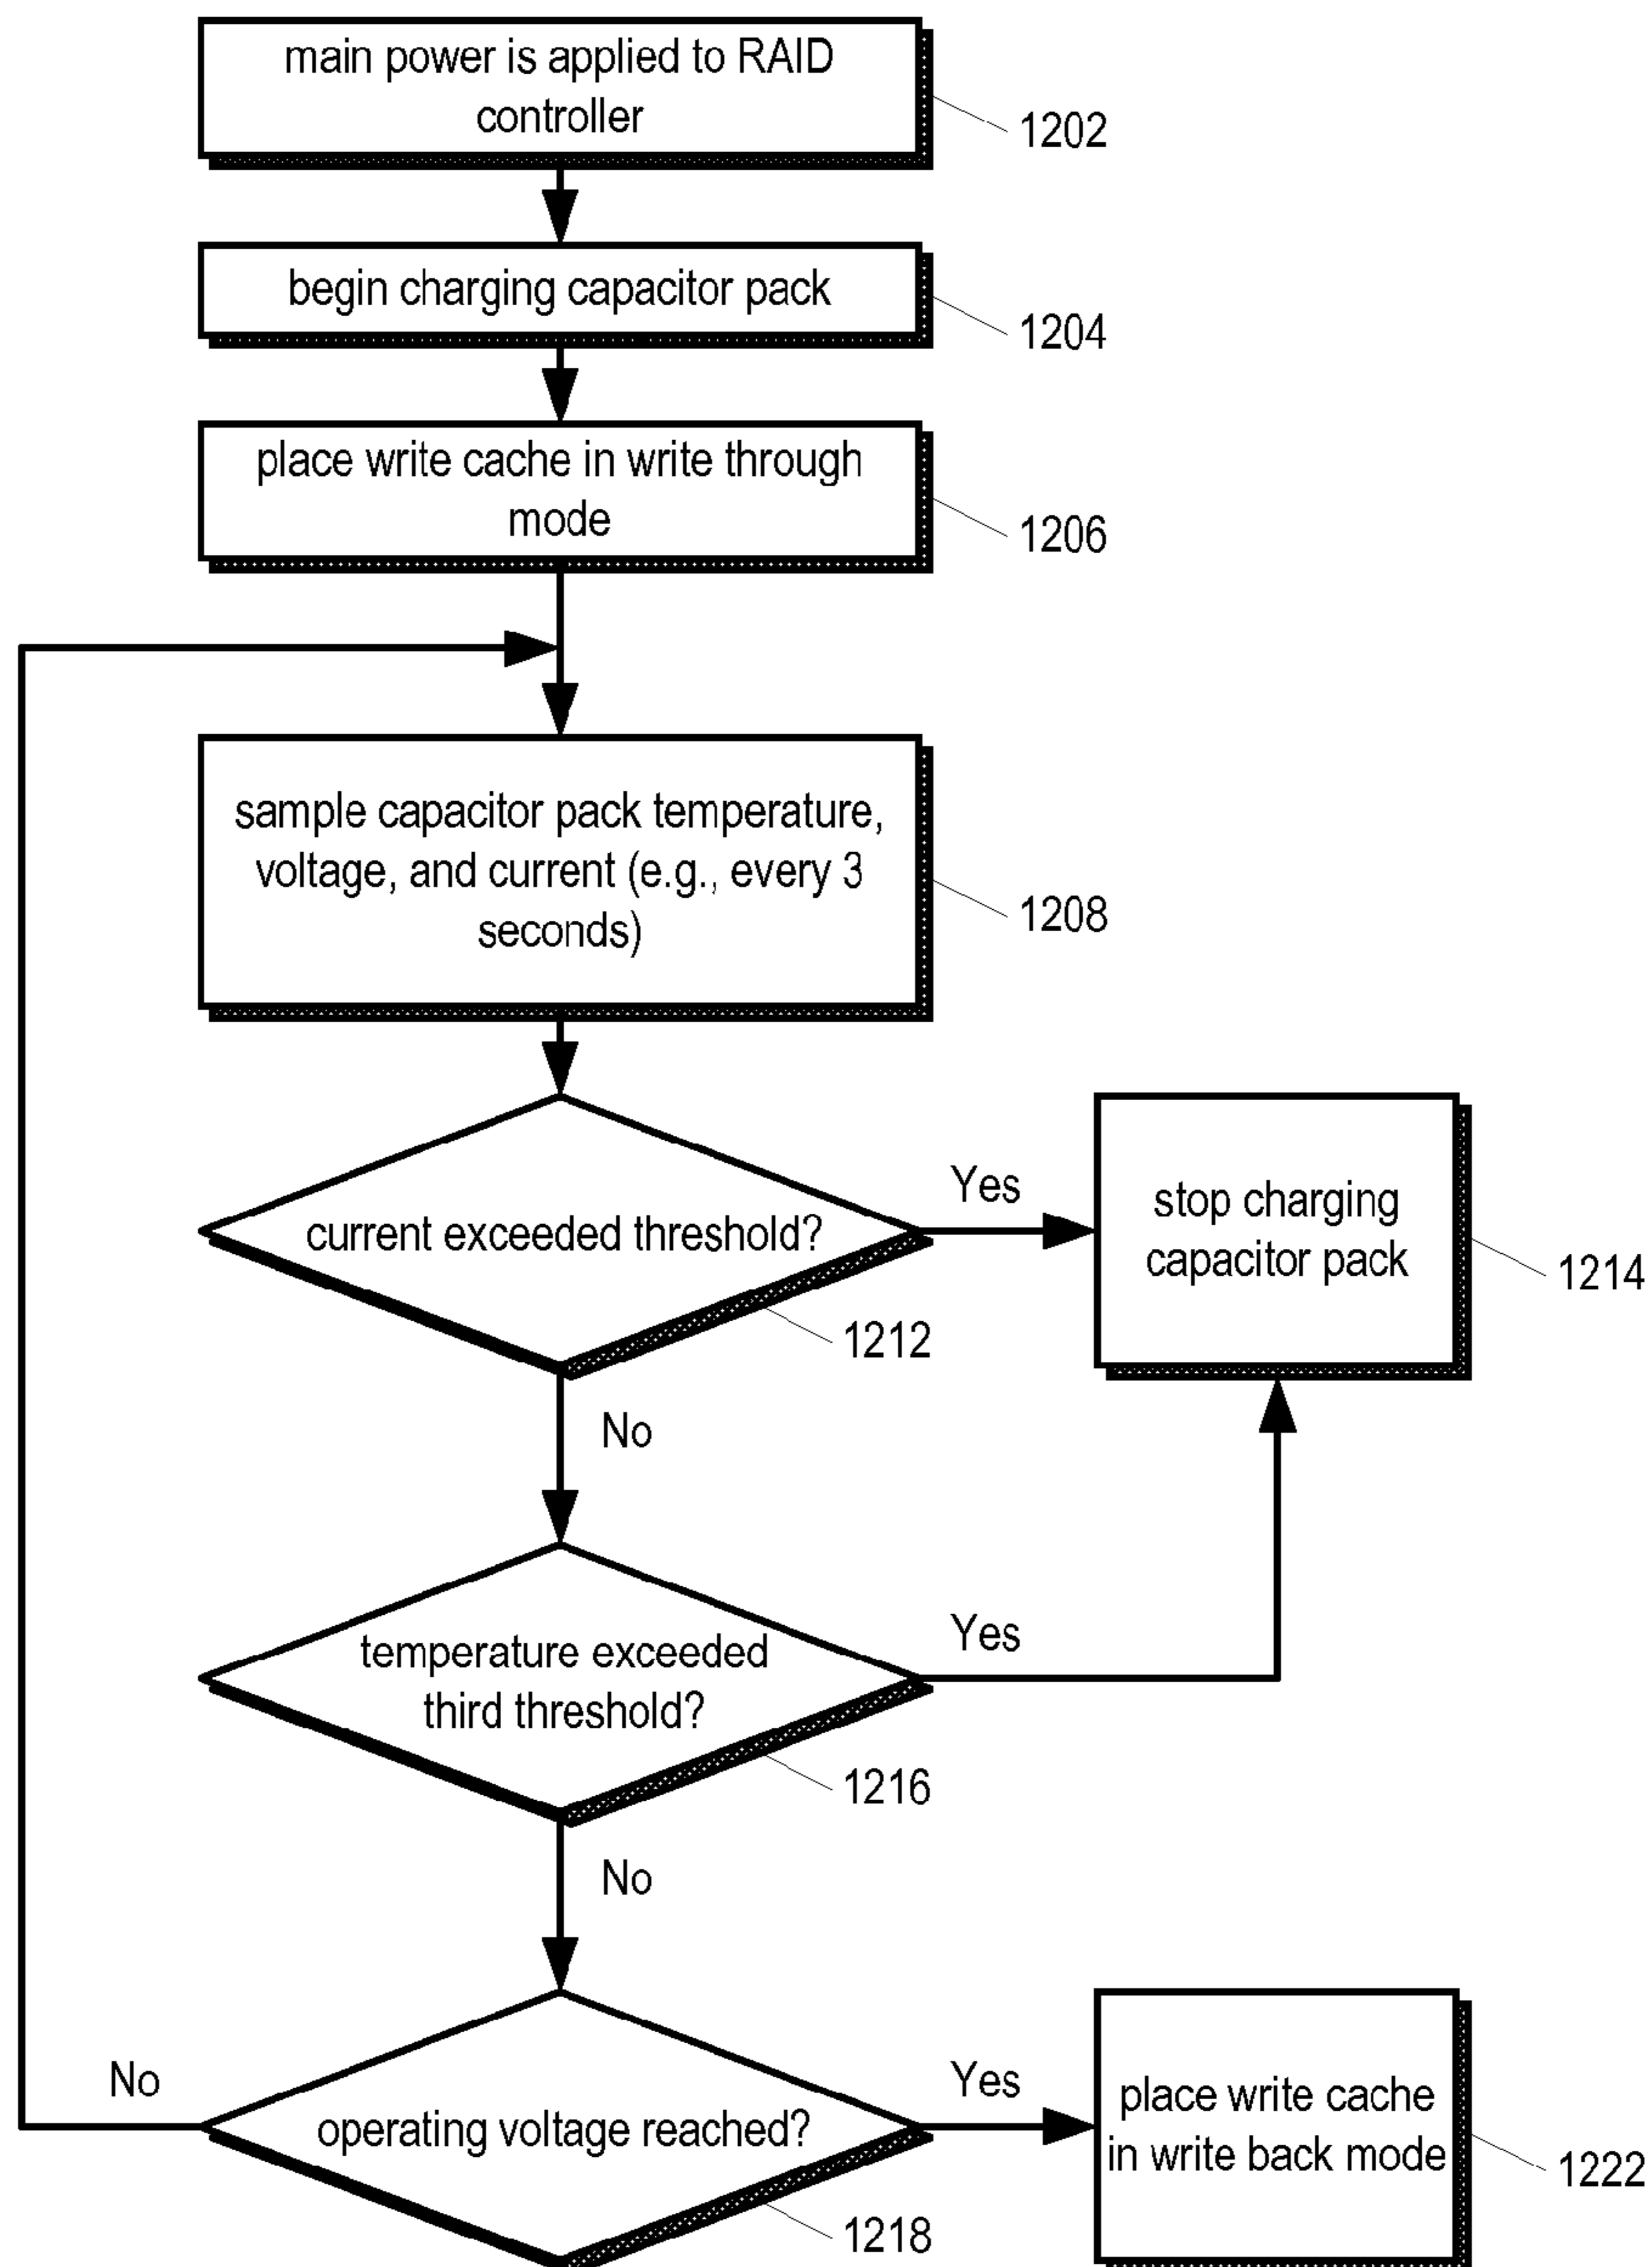 main power is applied to RAID
controller
1202
begin charging capacitor pack
1204
place write cache in write through
mode
1206
sample capacitor pack temperature,
voltage, and current (e.g., every 3
seconds)
1208
current exceeded threshold?
1212
Yes
stop charging
capacitor pack
1214
No
temperature exceeded
third threshold?
1216
Yes
No
operating voltage reached?
1218
No
Yes
place write cache
in write back mode
1222